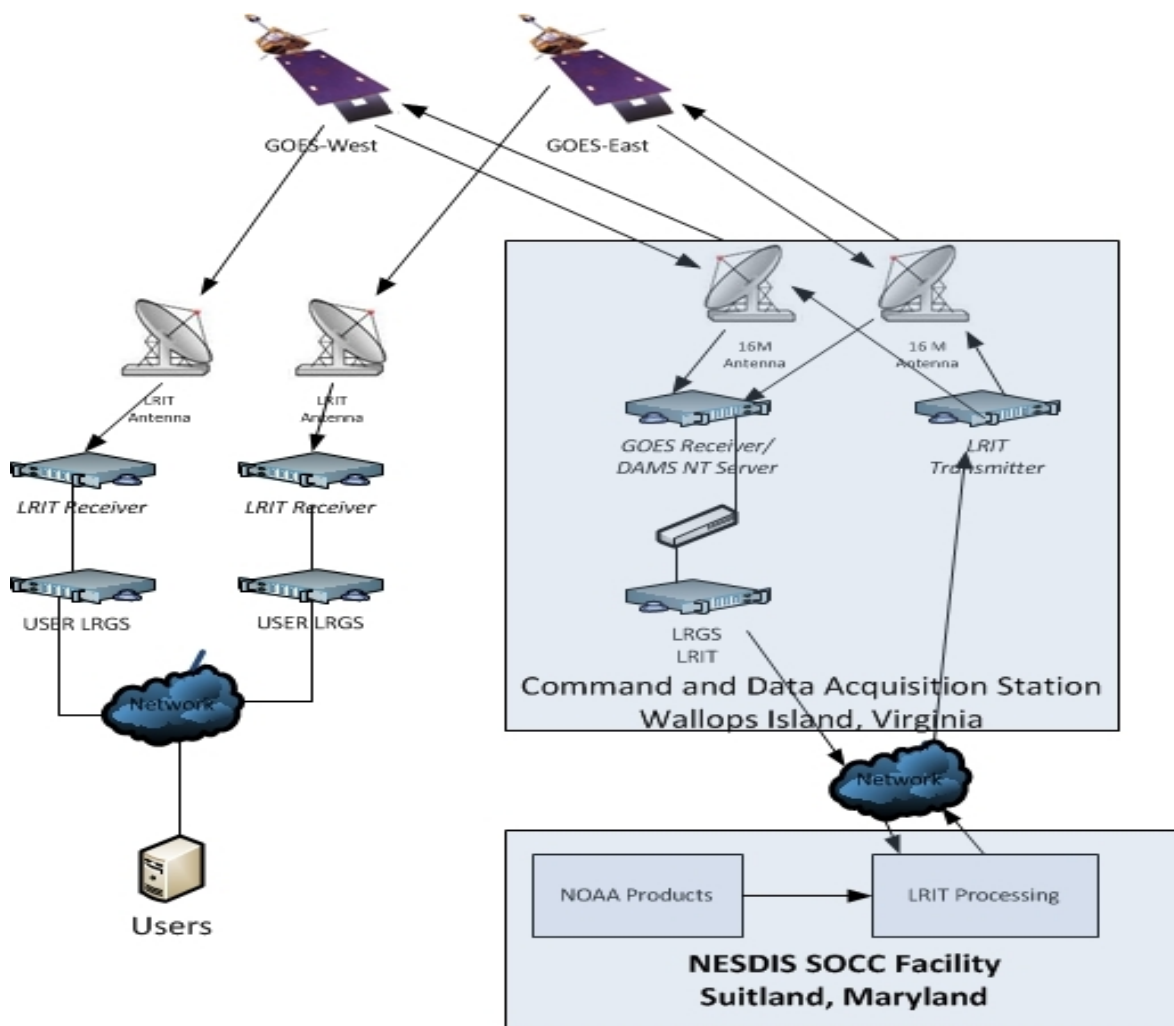 GOES-West
GOES-East
16M
Antenna
16 M
Antenna
LRIT
Antenna
LRIT
Antenna
GOES Receiver/
DAMS NT Server
LRIT
Transmitter
LRIT Receiver
LRIT Receiver
USER LRGS
USER LRGS
LRGS
LRIT
Command and Data Acquisition Station
Wallops Island, Virginia
Network
Network
Users
NOAA Products
LRIT Processing
NESDIS SOCC Facility
Suitland, Maryland